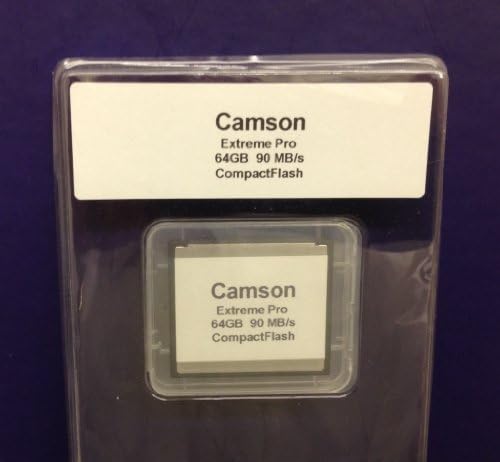 Camson
Extreme Pro
64GB 90 MB/s
CompactFlash
Camson
Extreme Pro
64GB 90 MB/s
CompactFlash